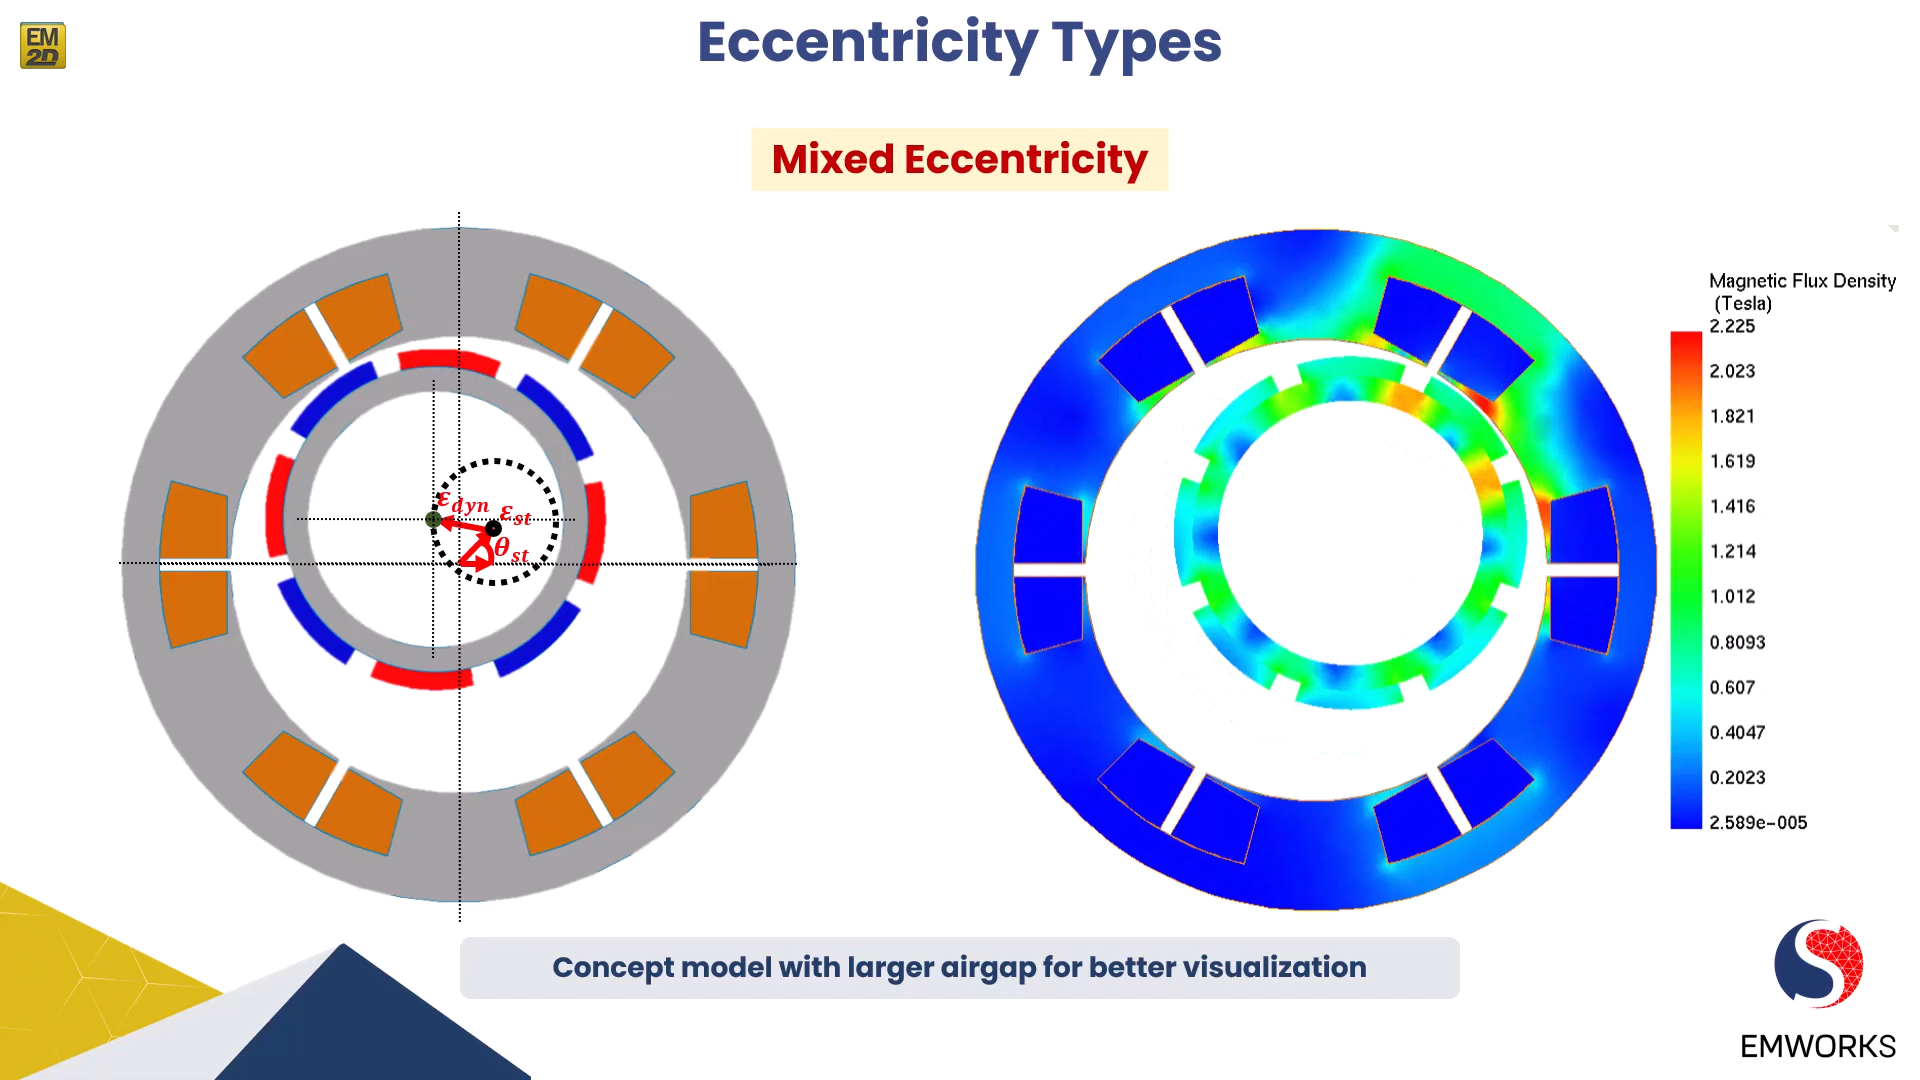 EM
2D
Eccentricity Types
Mixed Eccentricity
εdyn
εst
θst
Magnetic Flux Density
(Tesla)
2.225
2.023
1.821
1.619
1.416
1.214
1.012
0.8093
0.607
0.4047
0.2023
2.589e-005
Concept model with larger airgap for better visualization
EMWORKS